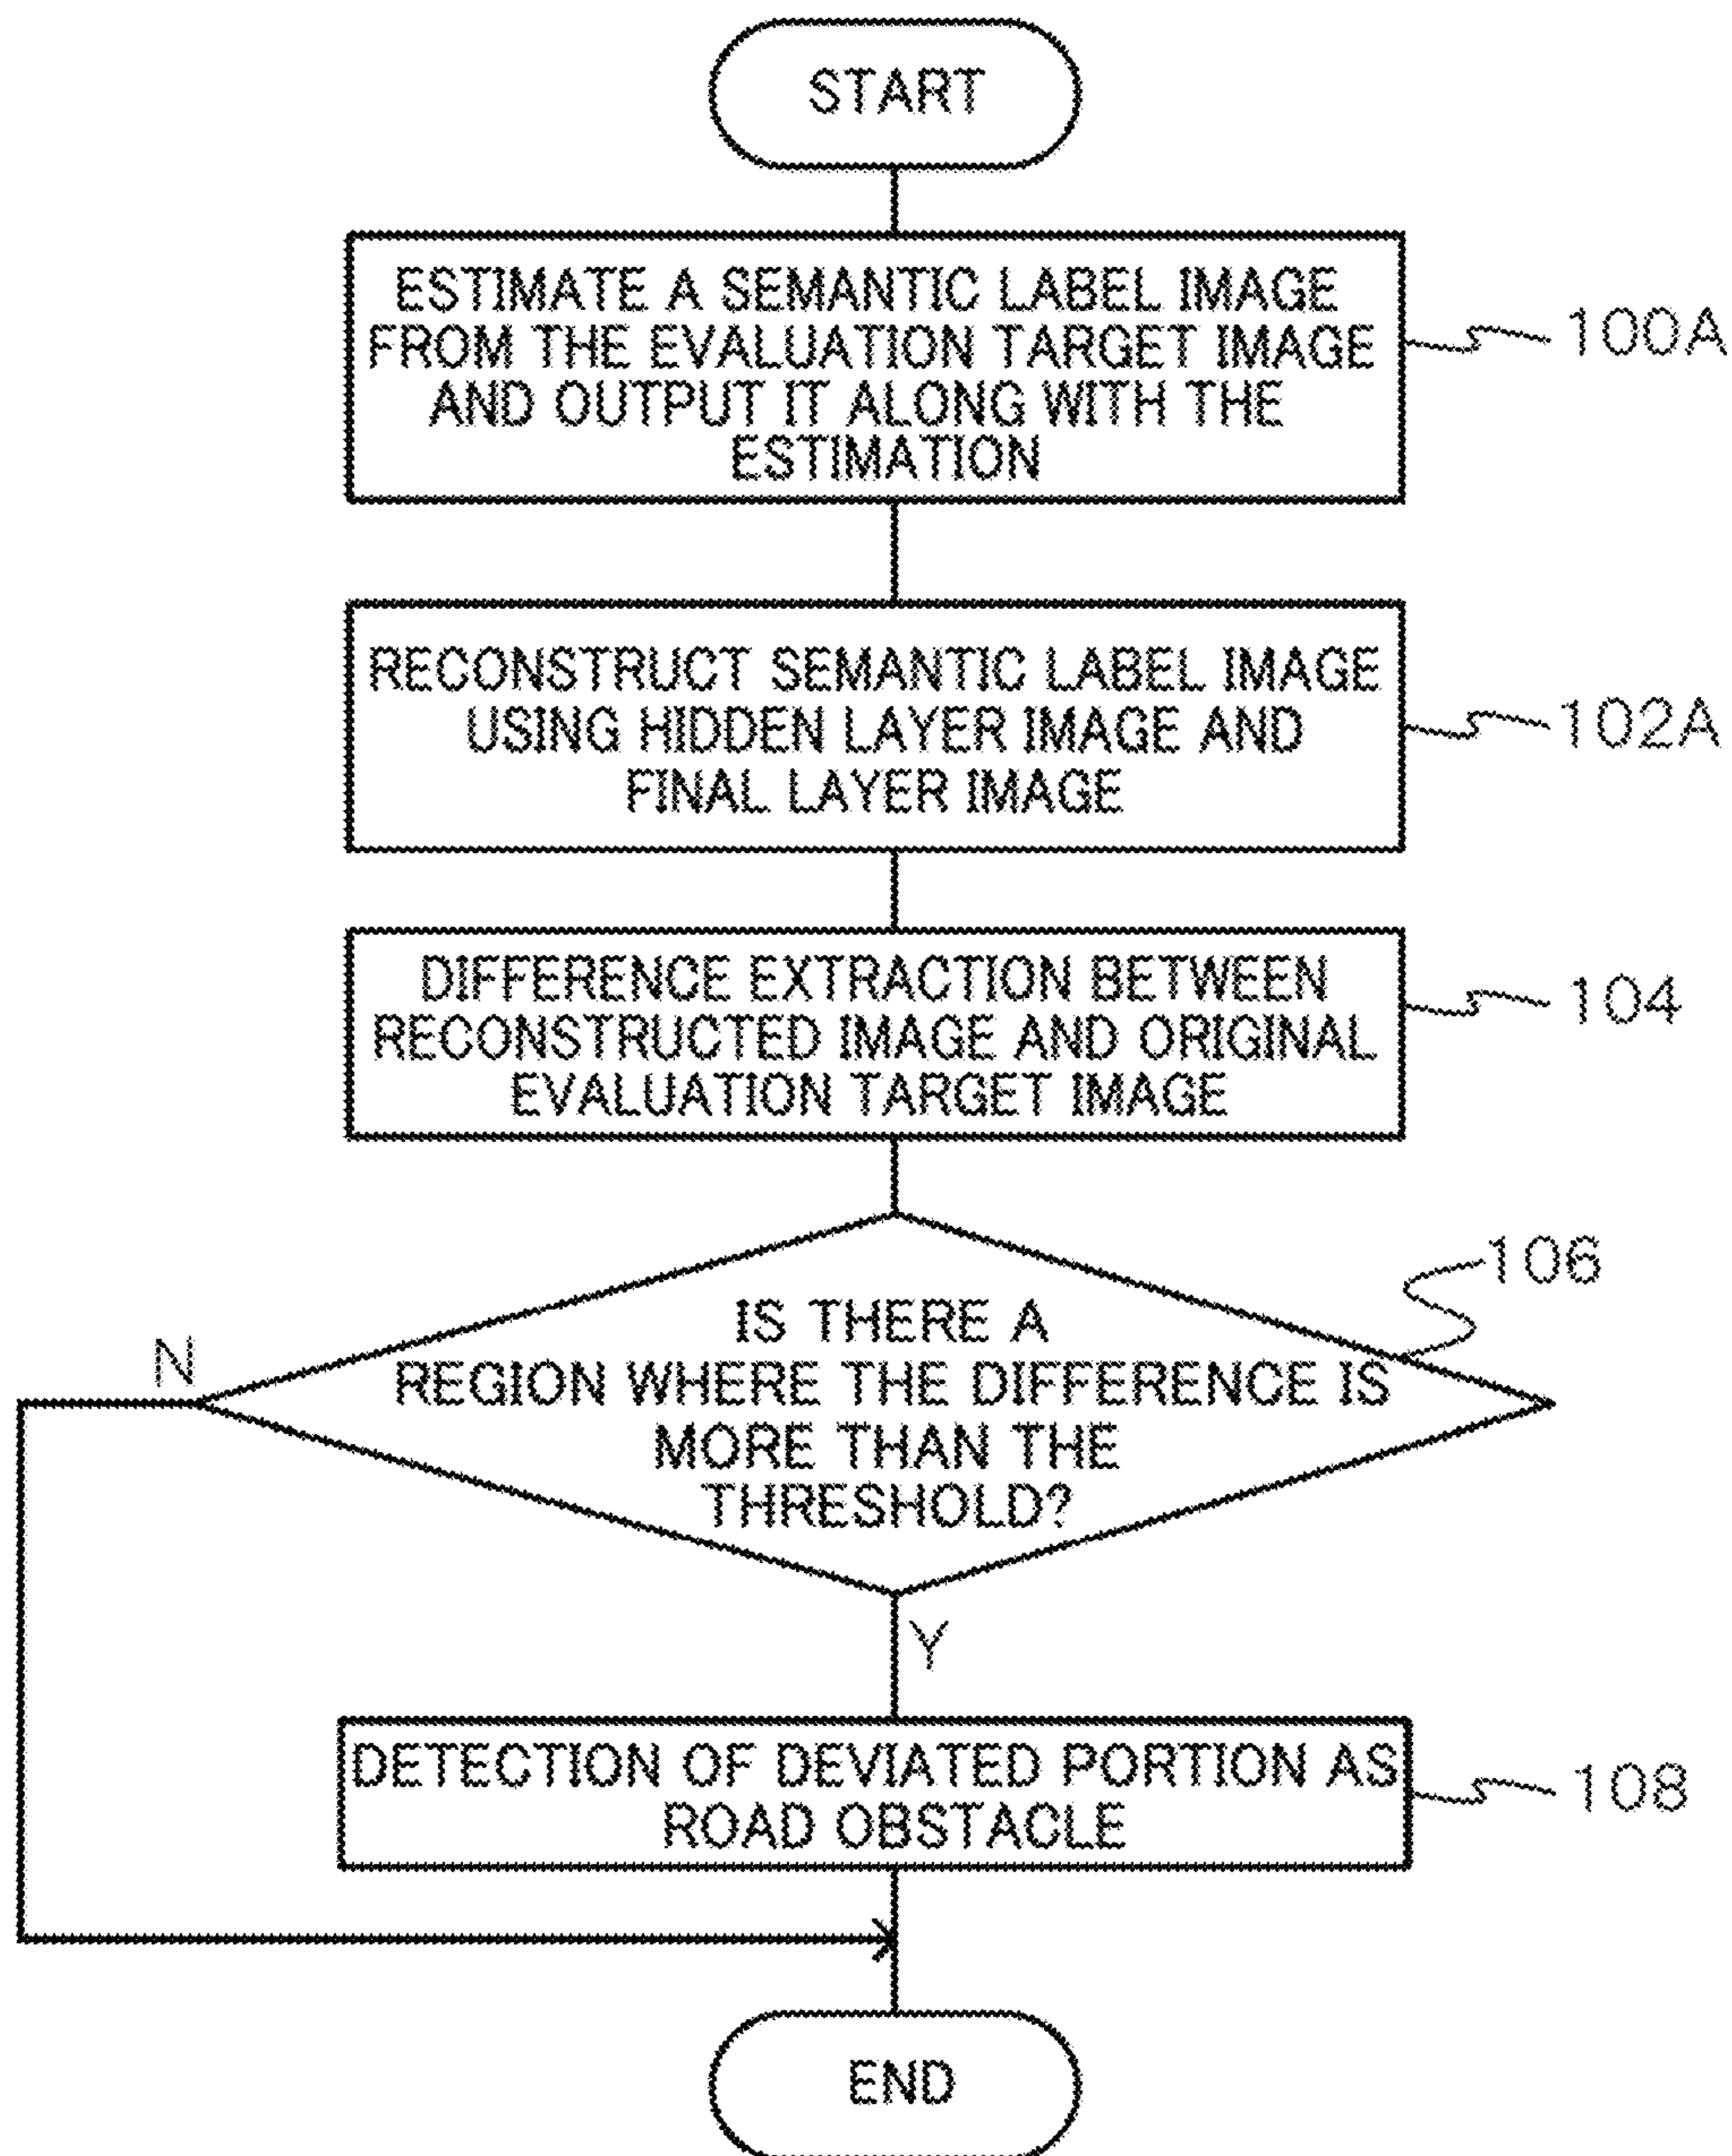 START
ESTIMATE A SEMANTIC LABEL IMAGE
FROM THE EVALUATION TARGET IMAGE
AND OUTPUT IT ALONG WITH THE
ESTIMATION
100A
RECONSTRUCT SEMANTIC LABEL IMAGE
USING HIDDEN LAYER IMAGE AND
FINAL LAYER IMAGE
102A
DIFFERENCE EXTRACTION BETWEEN
RECONSTRUCTED IMAGE AND ORIGINAL
EVALUATION TARGET IMAGE
104
106
IS THERE A
REGION WHERE THE DIFFERENCE IS
MORE THAN THE
THRESHOLD?
N
Y
DETECTION OF DEVIATED PORTION AS
ROAD OBSTACLE
108
END